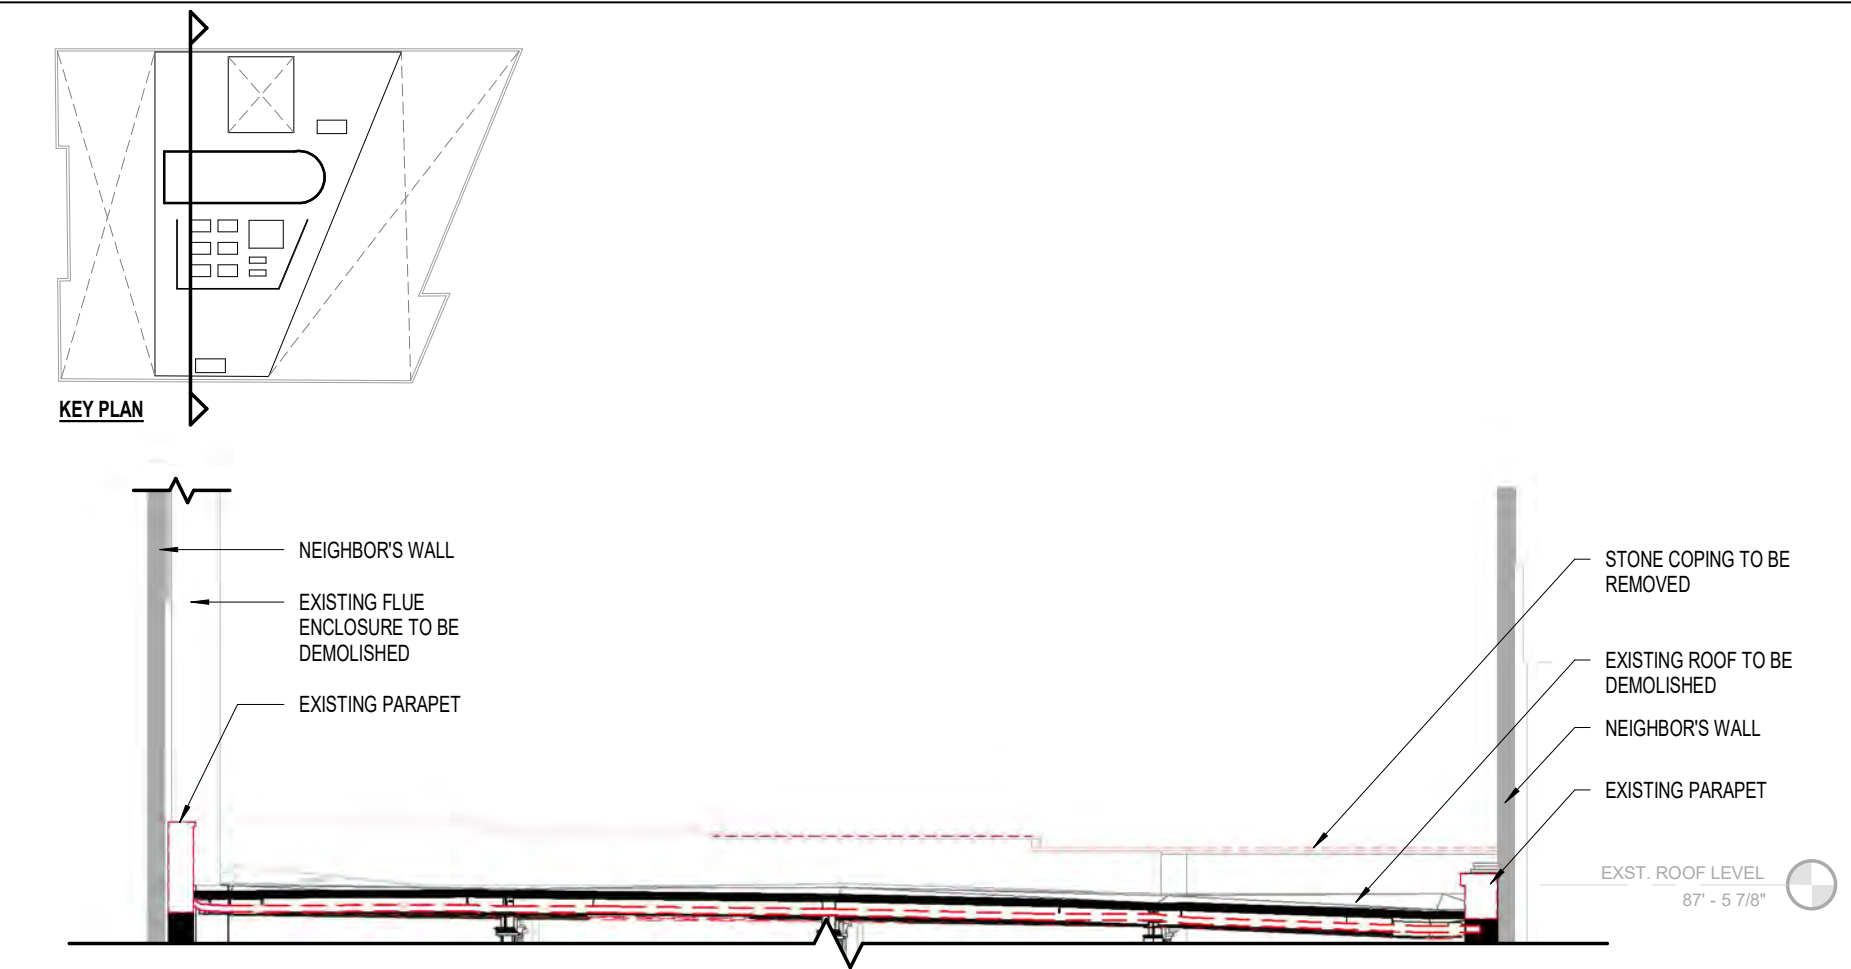 KEY PLAN
NEIGHBOR'S WALL
EXISTING FLUE
ENCLOSURE TO BE
DEMOLISHED
EXISTING PARAPET
STONE COPING TO BE
REMOVED
EXISTING ROOF TO BE
DEMOLISHED
NEIGHBOR'S WALL
EXISTING PARAPET
EXST. ROOF LEVEL
87' - 5 7/8"